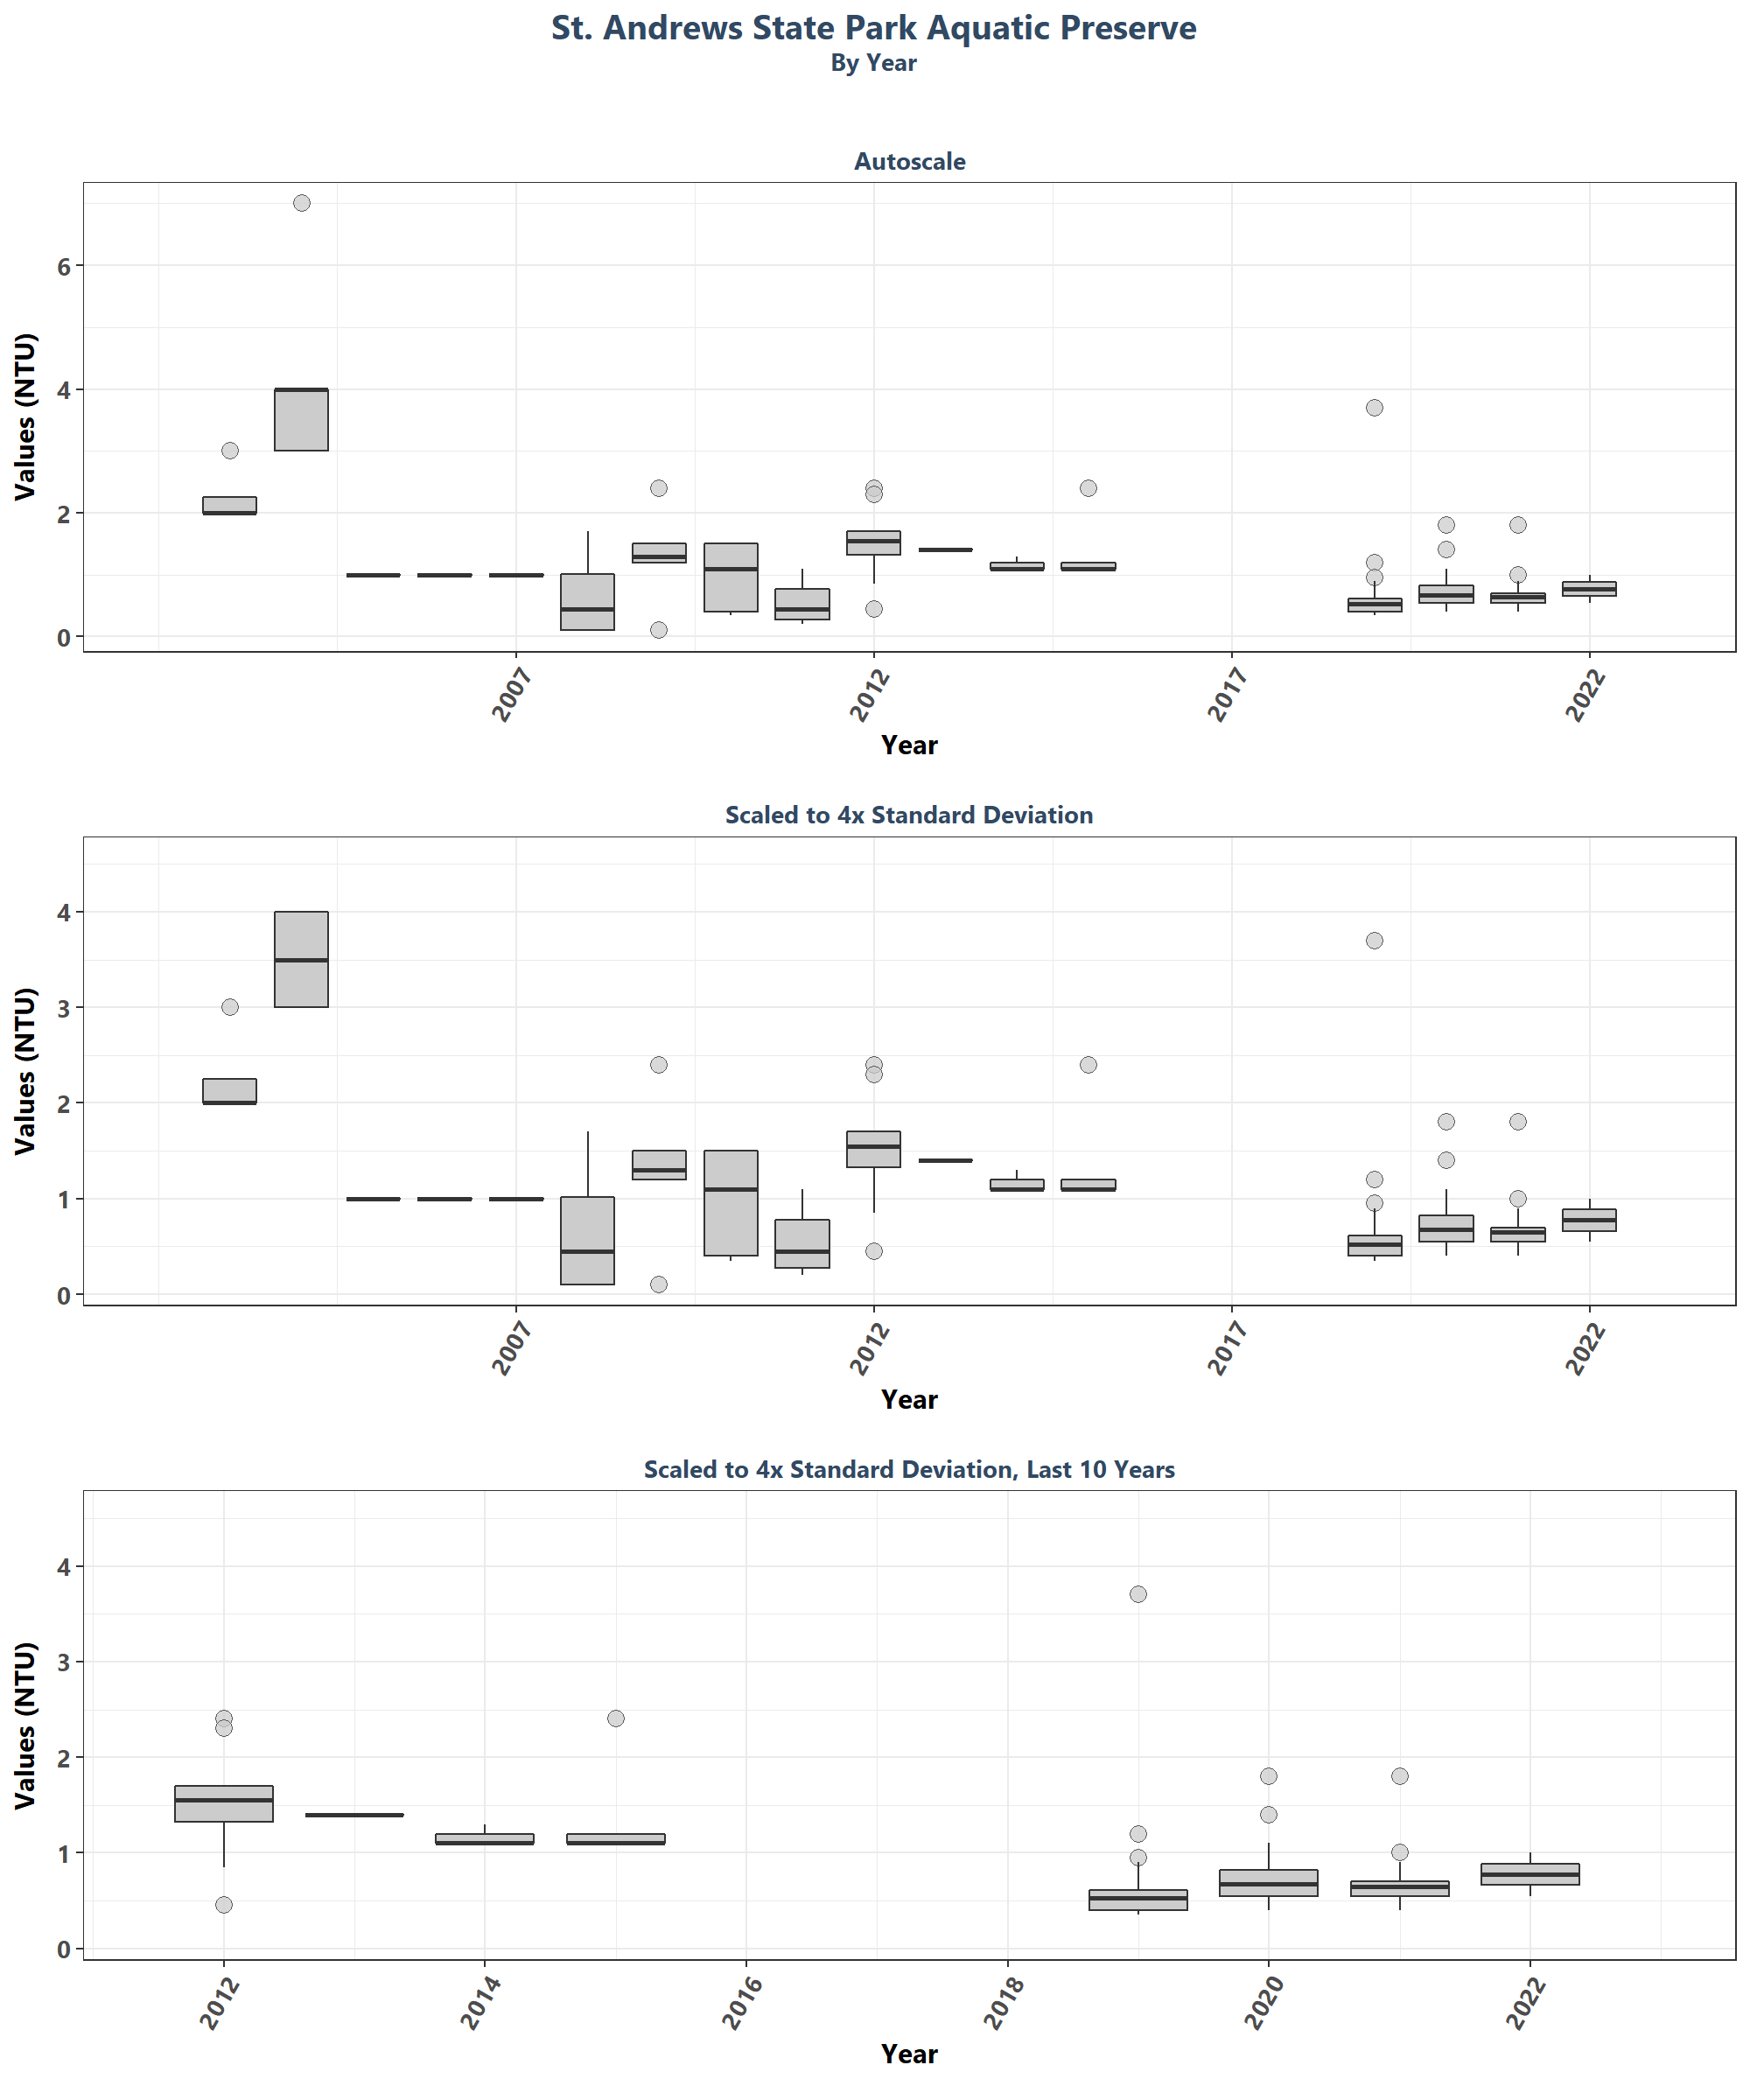 St. Andrews State Park Aquatic Preserve
By Year
Autoscale
Values (NTU)
6
4
2
0
2007 2012 2017 2022
Year
Scaled to 4x Standard Deviation
Values (NTU)
4
3
2
1
0
2007 2012 2017 2022
Year
Scaled to 4x Standard Deviation, Last 10 Years
Values (NTU)
4
3
2
1
0
2012 2014 2016 2018 2020 2022
Year